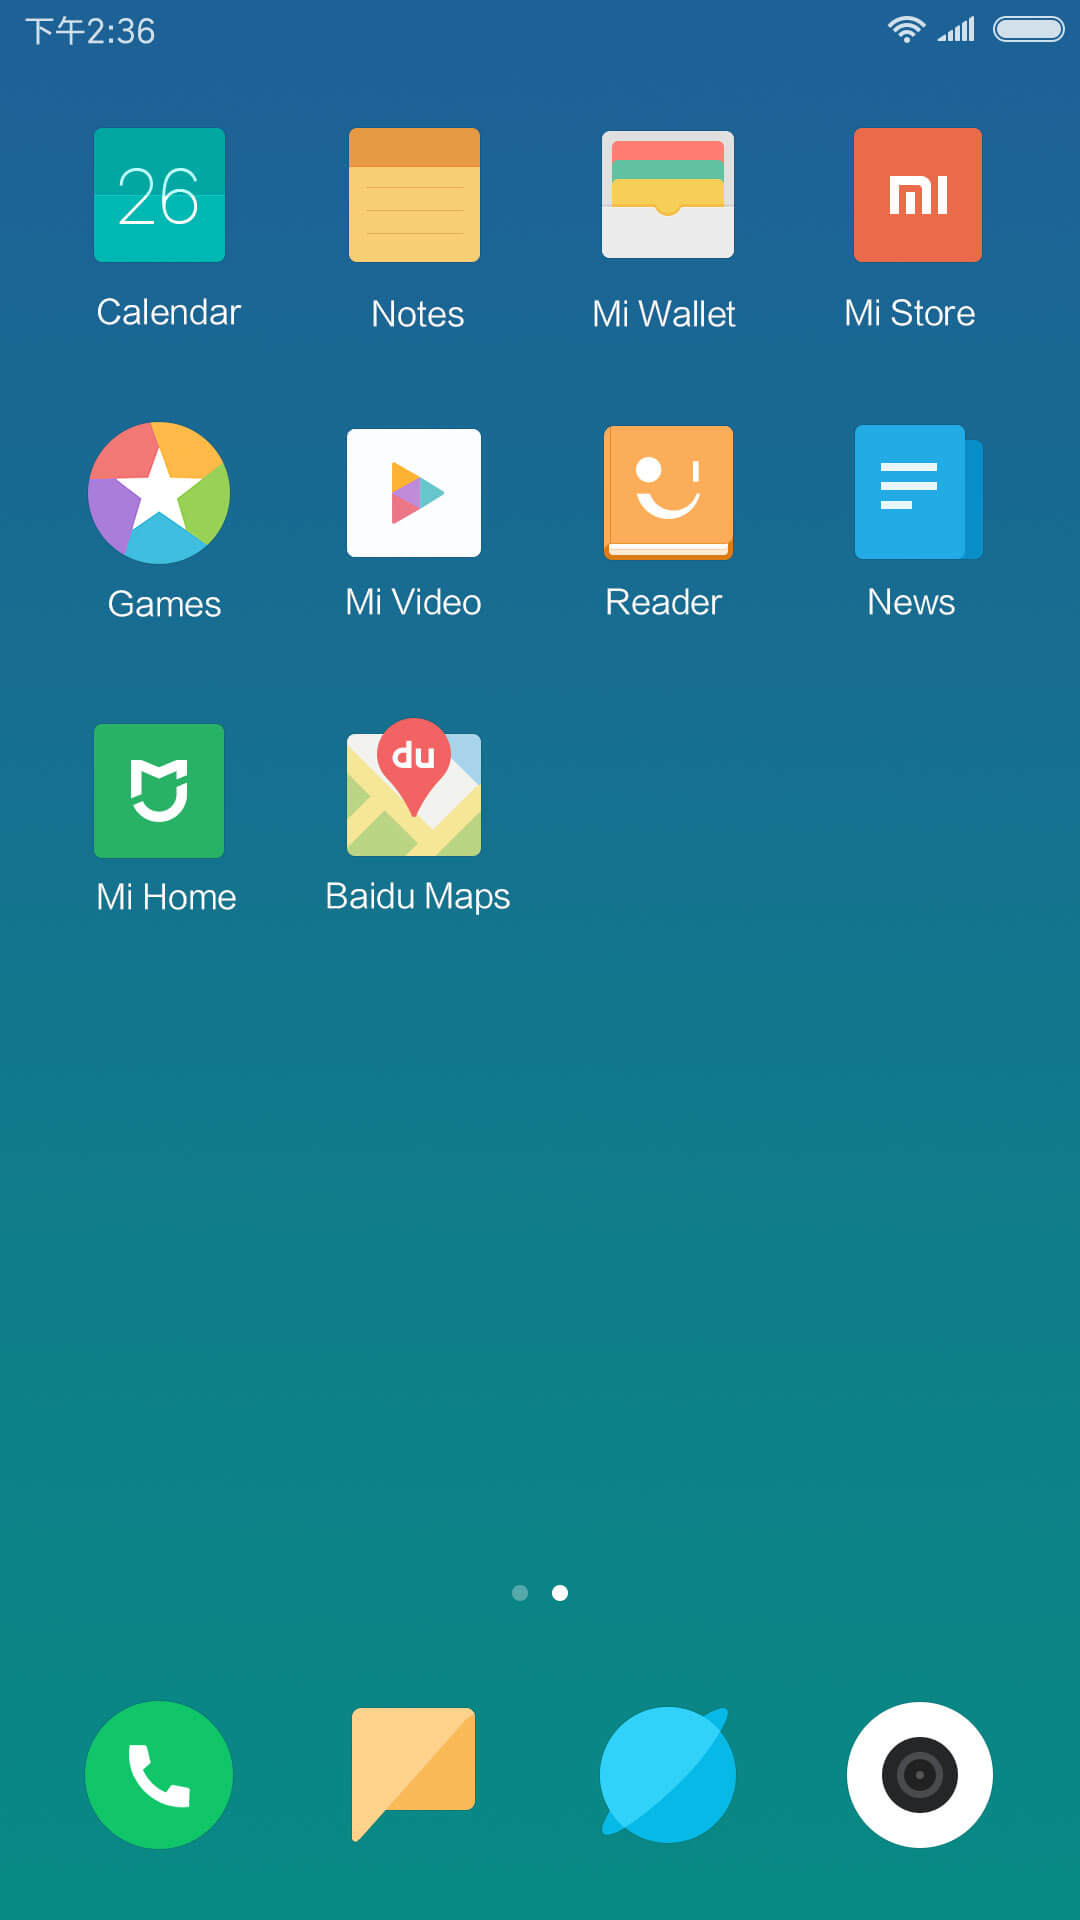 下午2:36
26
mi
Calendar Notes Mi Wallet Mi Store
Games Mi Video Reader News
du
Mi Home Baidu Maps